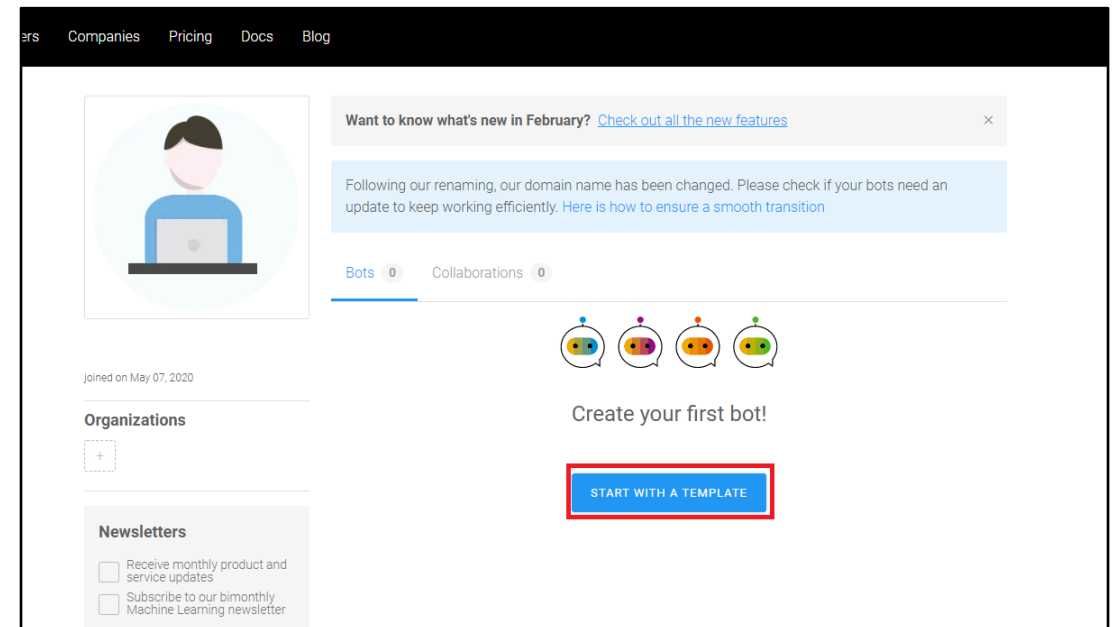 Companies Pricing Docs Blog
Want to know what's new in February? Check out all the new features ×
Following our renaming, our domain name has been changed. Please check if your bots need an
update to keep working efficiently. Here is how to ensure a smooth transition
Bots 0 Collaborations 0
joined on May 07, 2020
Create your first bot!
Organizations
+
START WITH A TEMPLATE
Newsletters
Receive monthly product and
service updates
Subscribe to our bimonthly
Machine Learning newsletter